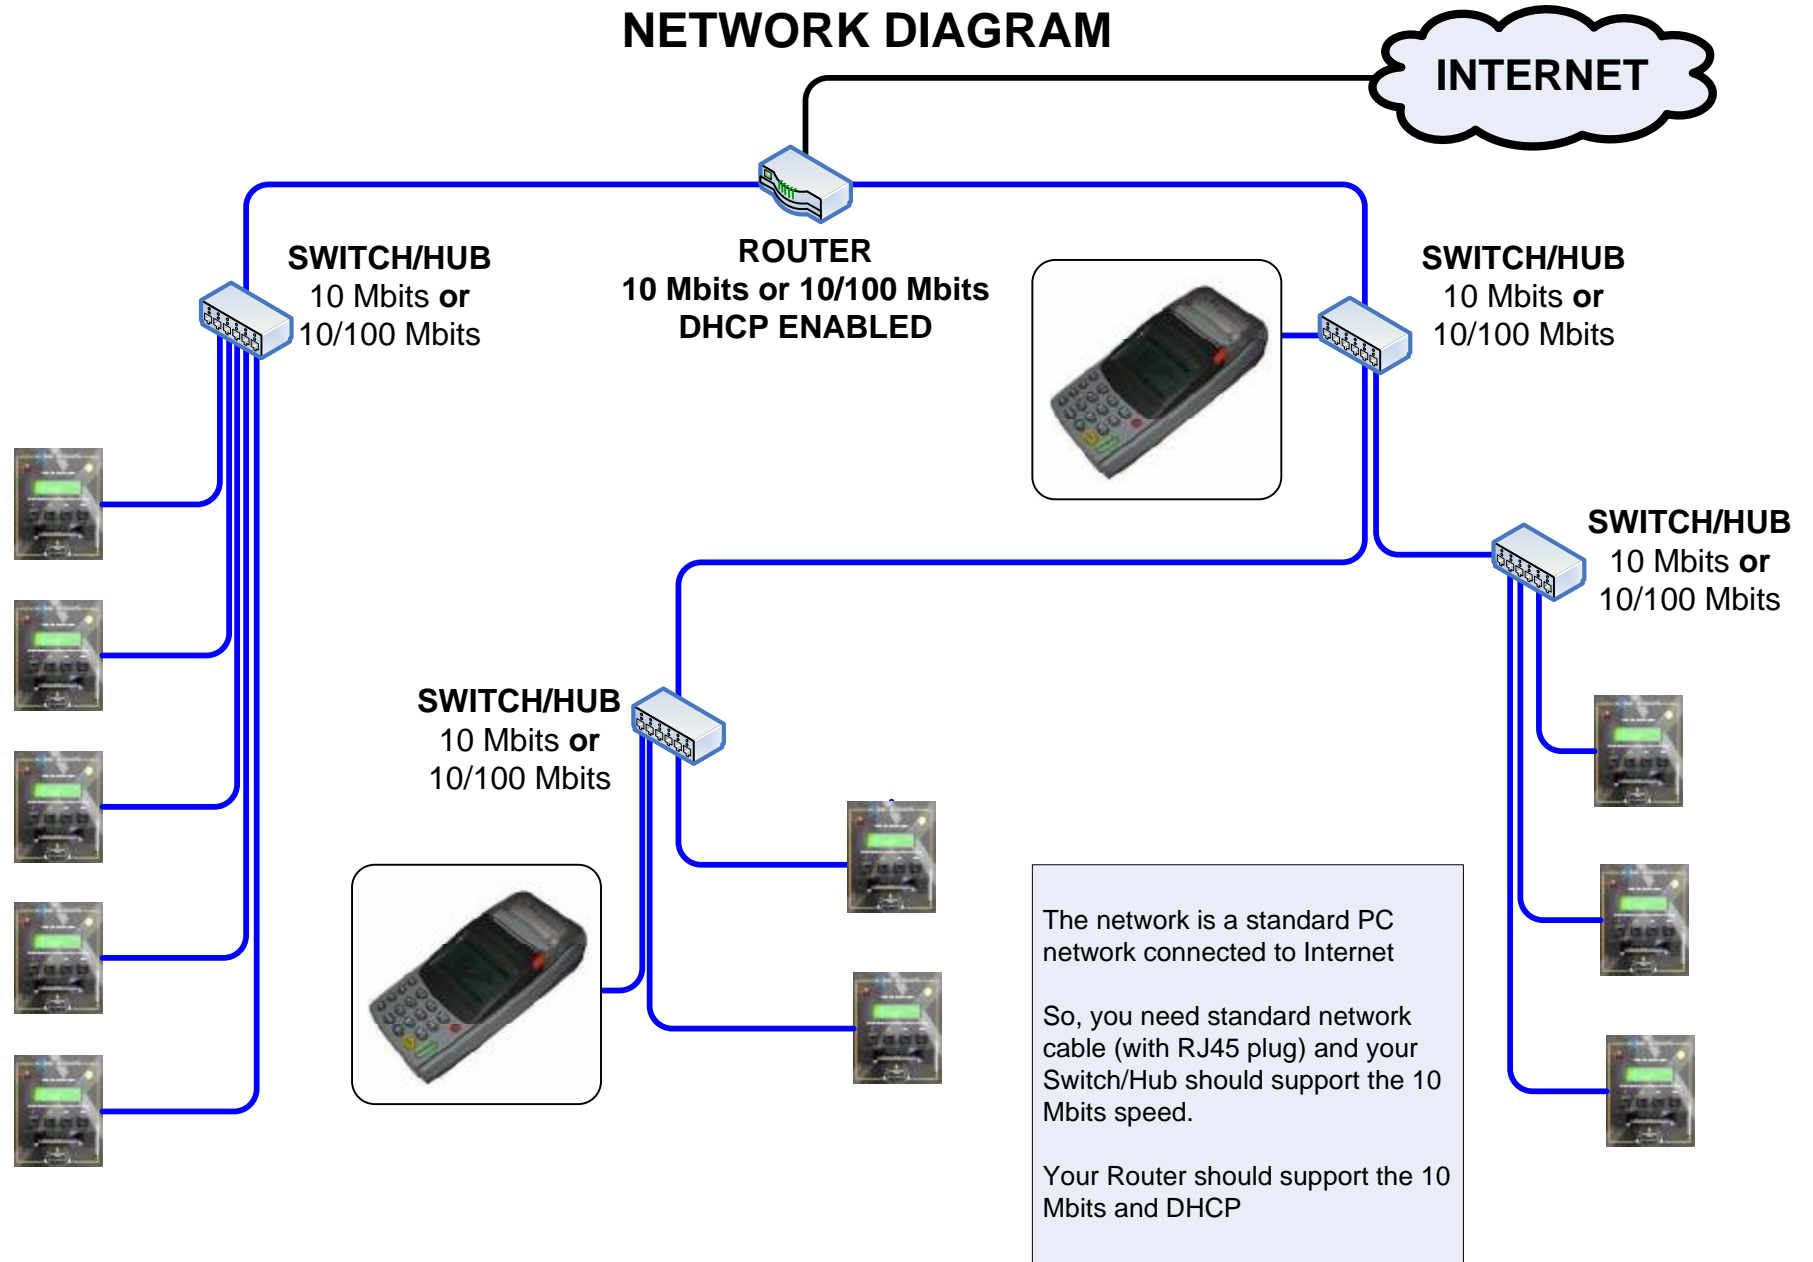 NETWORK DIAGRAM
INTERNET
SWITCH/HUB
10 Mbits or
10/100 Mbits
ROUTER
10 Mbits or 10/100 Mbits
DHCP ENABLED
SWITCH/HUB
10 Mbits or
10/100 Mbits
SWITCH/HUB
10 Mbits or
10/100 Mbits
SWITCH/HUB
10 Mbits or
10/100 Mbits
The network is a standard PC
network connected to Internet
So, you need standard network
cable (with RJ45 plug) and your
Switch/Hub should support the 10
Mbits speed.
Your Router should support the 10
Mbits and DHCP